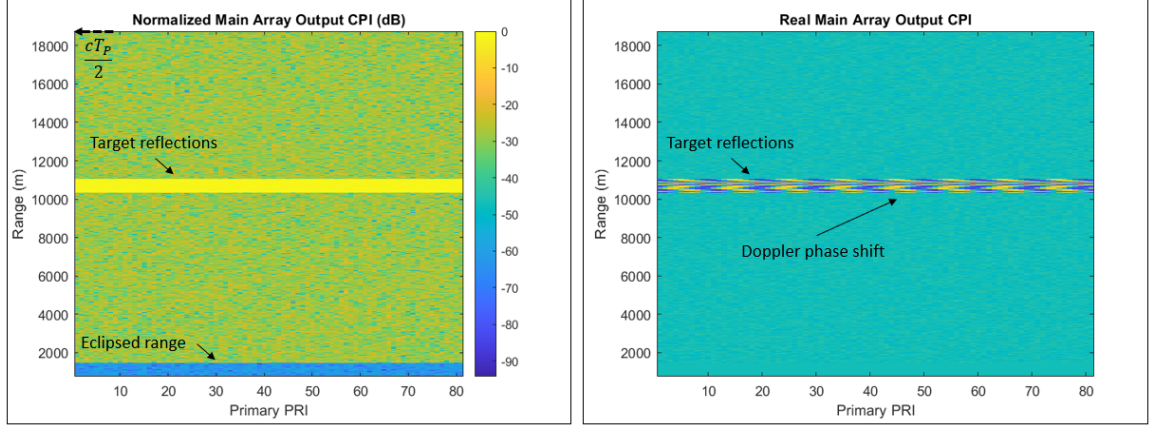 Normalized Main Array Output CPI (dB)
18000
16000
14000
12000
10000
8000
6000
4000
2000
Range (m)
10 20 30 40 50 60 70 80
Primary PRI
0
-10
-20
-30
-40
-50
-60
-70
-80
-90
cT_P
2
Target reflections
Eclipsed range
Real Main Array Output CPI
18000
16000
14000
12000
10000
8000
6000
4000
2000
Range (m)
10 20 30 40 50 60 70 80
Primary PRI
Target reflections
Doppler phase shift